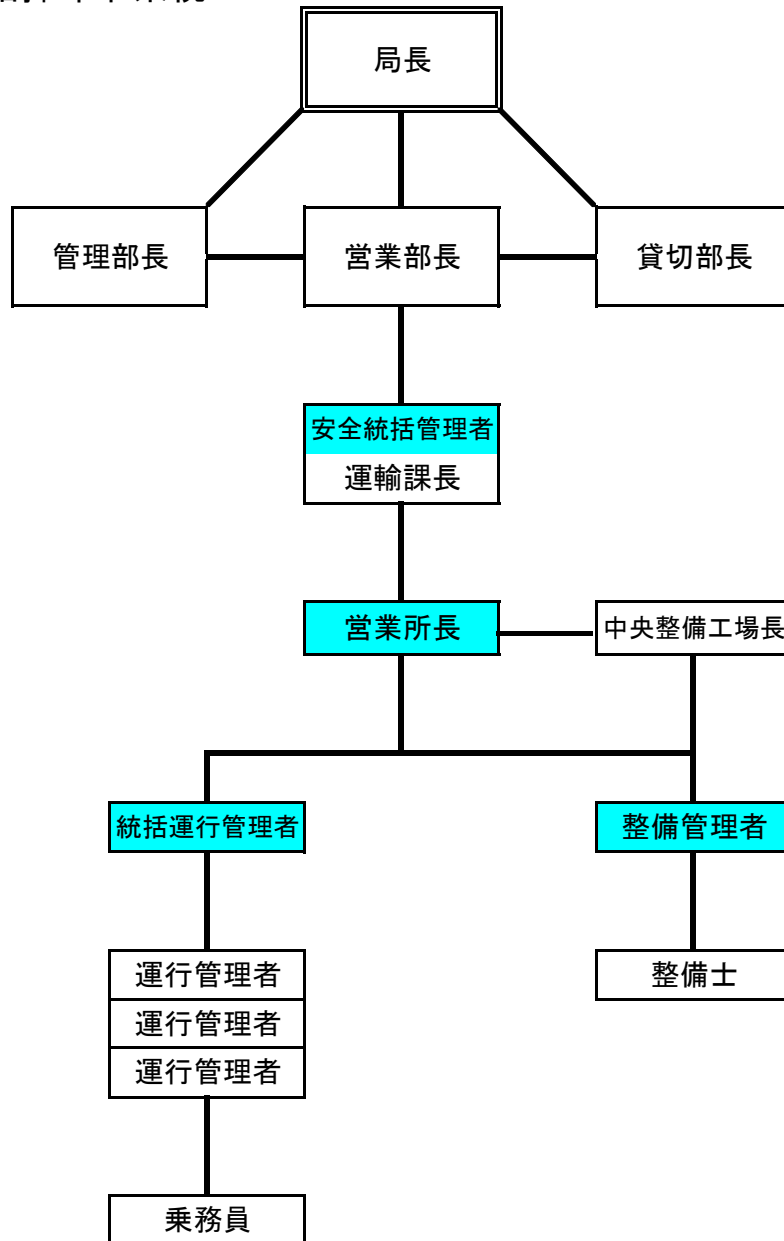 局長
管理部長
営業部長
貸切部長
安全統括管理者
運輸課長
営業所長
中央整備工場長
統括運行管理者
整備管理者
運行管理者
整備士
運行管理者
運行管理者
乗務員